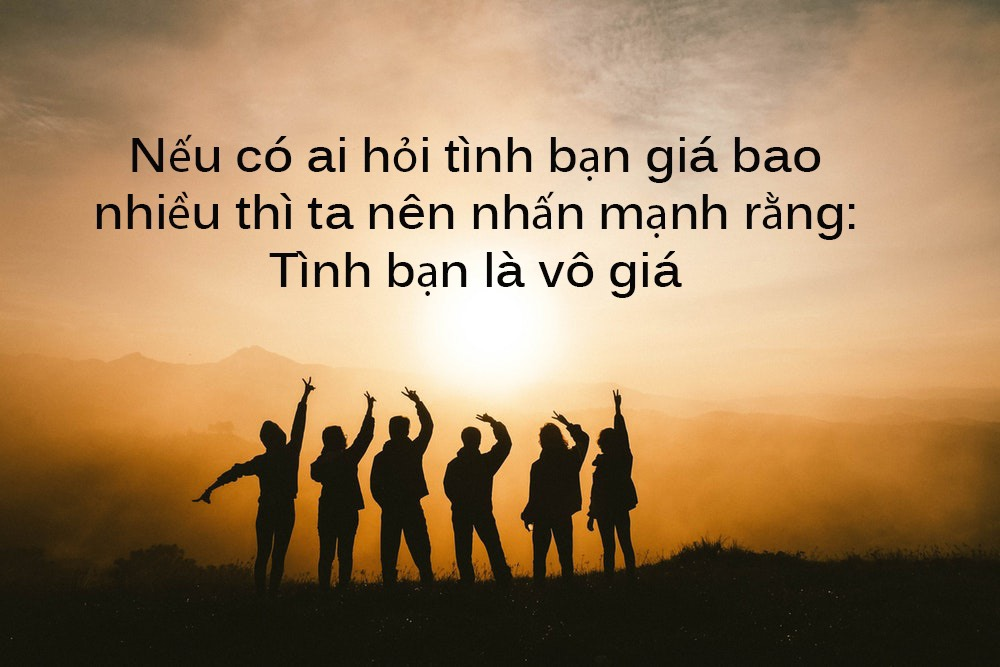 Nếu có ai hỏi tình bạn giá bao
nhiều thì ta nên nhấn mạnh rằng:
Tình bạn là vô giá